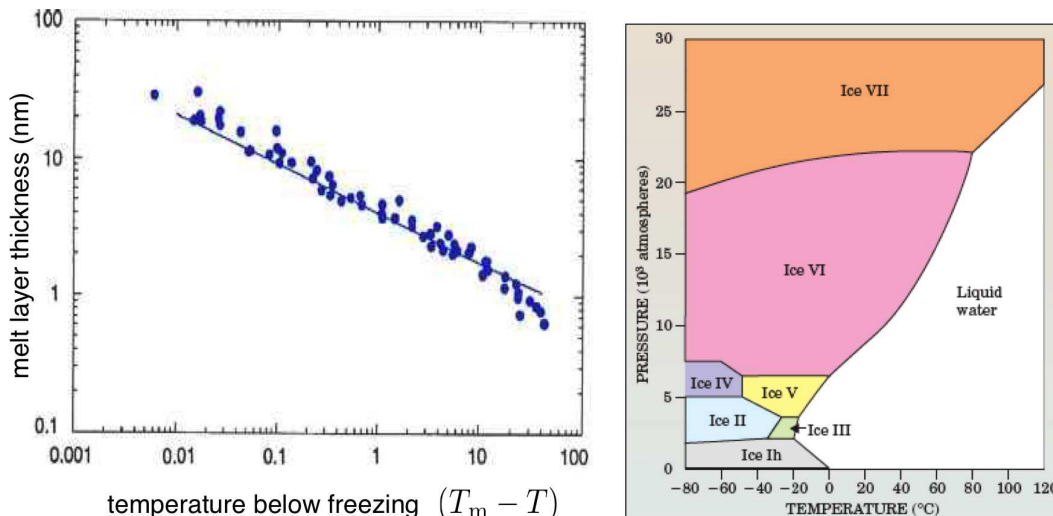 100
10
1
0.1
melt layer thickness (nm)
0.001 0.01 0.1 1 10 100
temperature below freezing (Tm − T)
30
25
20
15
10
5
0
PRESSURE (10³ atmospheres)
Ice VII
Ice VI
Liquid
water
Ice IV
Ice V
Ice II
Ice III
Ice Ih
−80 −60 −40 −20 0 20 40 60 80 100 120
TEMPERATURE (°C)